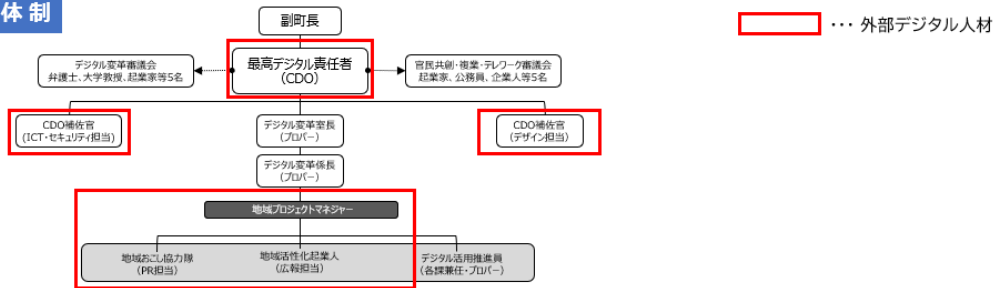 体制
副町長
・・・ 外部デジタル人材
デジタル変革審議会
弁護士、大学教授、起業家等5名
最高デジタル責任者
(CDO)
官民共創・複業・テレワーク審議会
起業家、公務員、企業人等5名
CDO補佐官
(ICT・セキュリティ担当)
デジタル変革室長
(プロパー)
CDO補佐官
(デザイン担当)
デジタル変革係長
(プロパー)
地域プロジェクトマネジャー
地域おこし協力隊
(PR担当)
地域活性化起業人
(広報担当)
デジタル活用推進員
(各課兼任・プロパー)